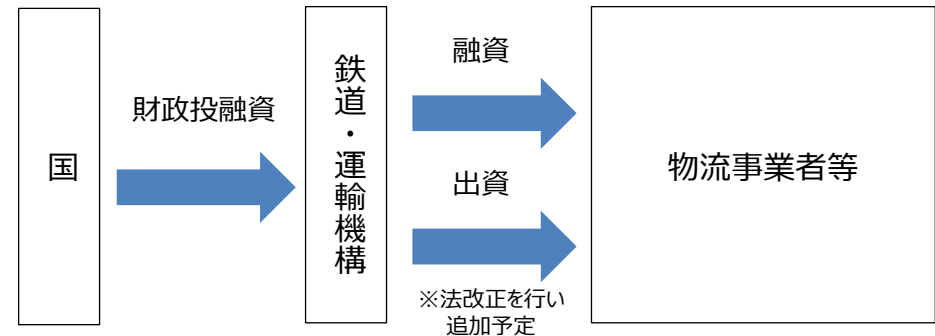 国
財政投融資
鉄道・運輸機構
融資
出資
※法改正を行い
追加予定
物流事業者等